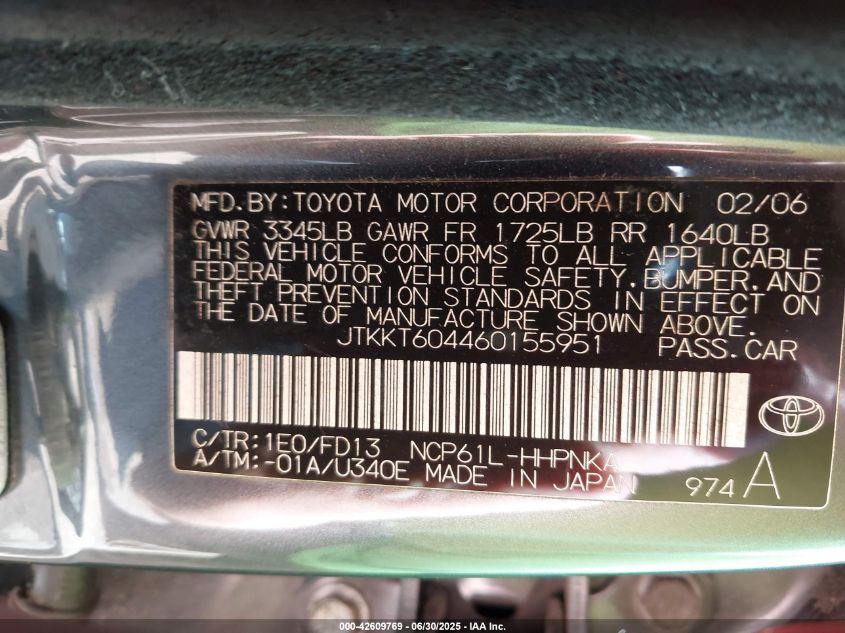 MFD. BY: TOYOTA MOTOR CORPORATION 02/06
GVWR 3345LB GAWR FR 1725LB RR 1640LB
THIS VEHICLE CONFORMS TO ALL APPLICABLE
FEDERAL MOTOR VEHICLE SAFETY, BUMPER, AND
THEFT PREVENTION STANDARDS IN EFFECT ON
THE DATE OF MANUFACTURE SHOWN ABOVE.
JTKKT604460155951 PASS. CAR
C/TR: 1E0/FD13 NCP61L-HHPNKA
A/TM: -01A/U340E MADE IN JAPAN 974 A
000-42609769 - 06/30/2025 - IAA Inc.